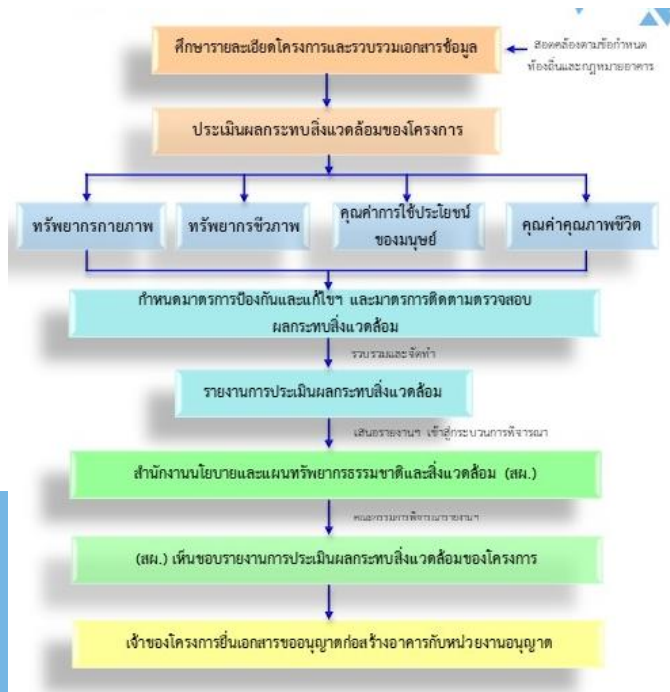 ศึกษารายละเอียดโครงการและรวบรวมเอกสารข้อมูล
สอดคล้องตามข้อกำหนด
ท้องถิ่นและกฎหมายอาคาร
ประเมินผลกระทบสิ่งแวดล้อมของโครงการ
ทรัพยากรกายภาพ
ทรัพยากรชีวภาพ
คุณค่าการใช้ประโยชน์
ของมนุษย์
คุณค่าคุณภาพชีวิต
กำหนดมาตรการป้องกันและแก้ไขฯ และมาตรการติดตามตรวจสอบ
ผลกระทบสิ่งแวดล้อม
รวบรวมและจัดทำ
รายงานการประเมินผลกระทบสิ่งแวดล้อม
เสนอรายงานฯ เข้าสู่กระบวนการพิจารณา
สำนักงานนโยบายและแผนทรัพยากรธรรมชาติและสิ่งแวดล้อม (สผ.)
คณะกรรมการพิจารณารายงานฯ
(สผ.) เห็นชอบรายงานการประเมินผลกระทบสิ่งแวดล้อมของโครงการ
เจ้าของโครงการยื่นเอกสารขออนุญาตก่อสร้างอาคารกับหน่วยงานอนุญาต